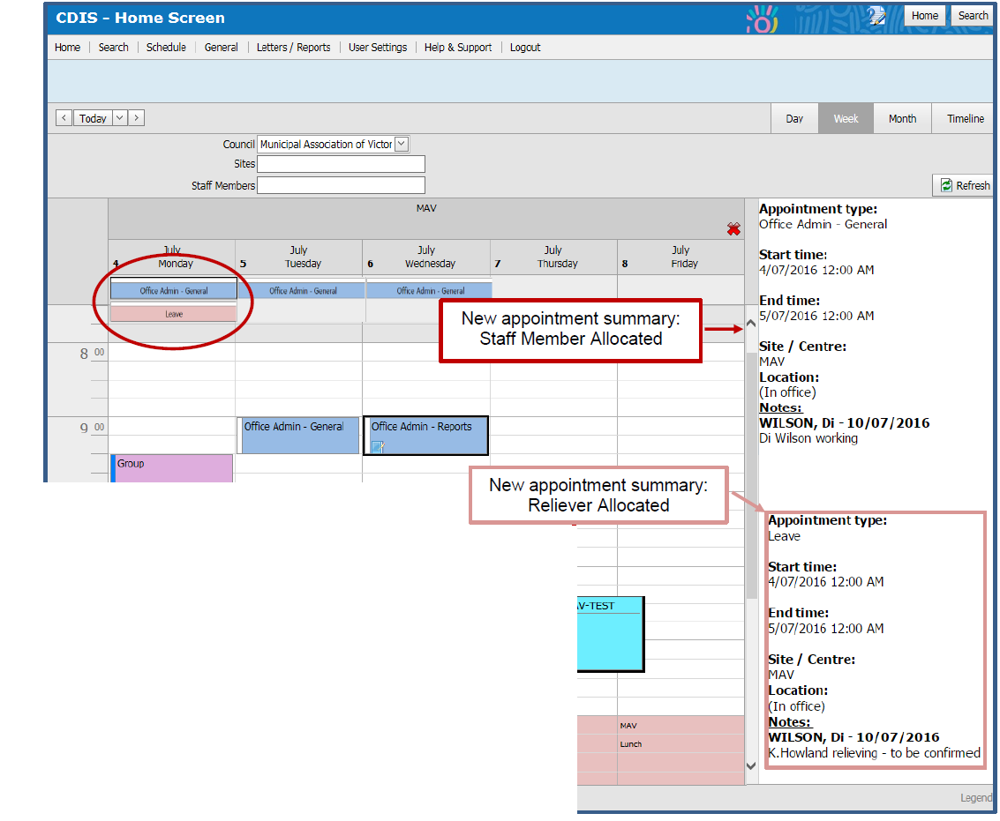 CDIS - Home Screen
Home Search
Home Search Schedule General Letters / Reports User Settings Help & Support Logout
Today
Day Week Month Timeline
Council Municipal Association of Victor
Sites
Staff Members
Refresh
MAV
July July July July July
4 Monday 5 Tuesday 6 Wednesday 7 Thursday 8 Friday
Office Admin - General Office Admin - General Office Admin - General
Leave
8 00
9 00
Office Admin - General
Office Admin - Reports
Group
New appointment summary:
Staff Member Allocated
Appointment type:
Office Admin - General
Start time:
4/07/2016 12:00 AM
End time:
5/07/2016 12:00 AM
Site / Centre:
MAV
Location:
(In office)
Notes:
WILSON, Di - 10/07/2016
Di Wilson working
New appointment summary:
Reliever Allocated
Appointment type:
Leave
Start time:
4/07/2016 12:00 AM
End time:
5/07/2016 12:00 AM
Site / Centre:
MAV
Location:
(In office)
Notes:
WILSON, Di - 10/07/2016
K.Howland relieving - to be confirmed
V-TEST
MAV
Lunch
Legend